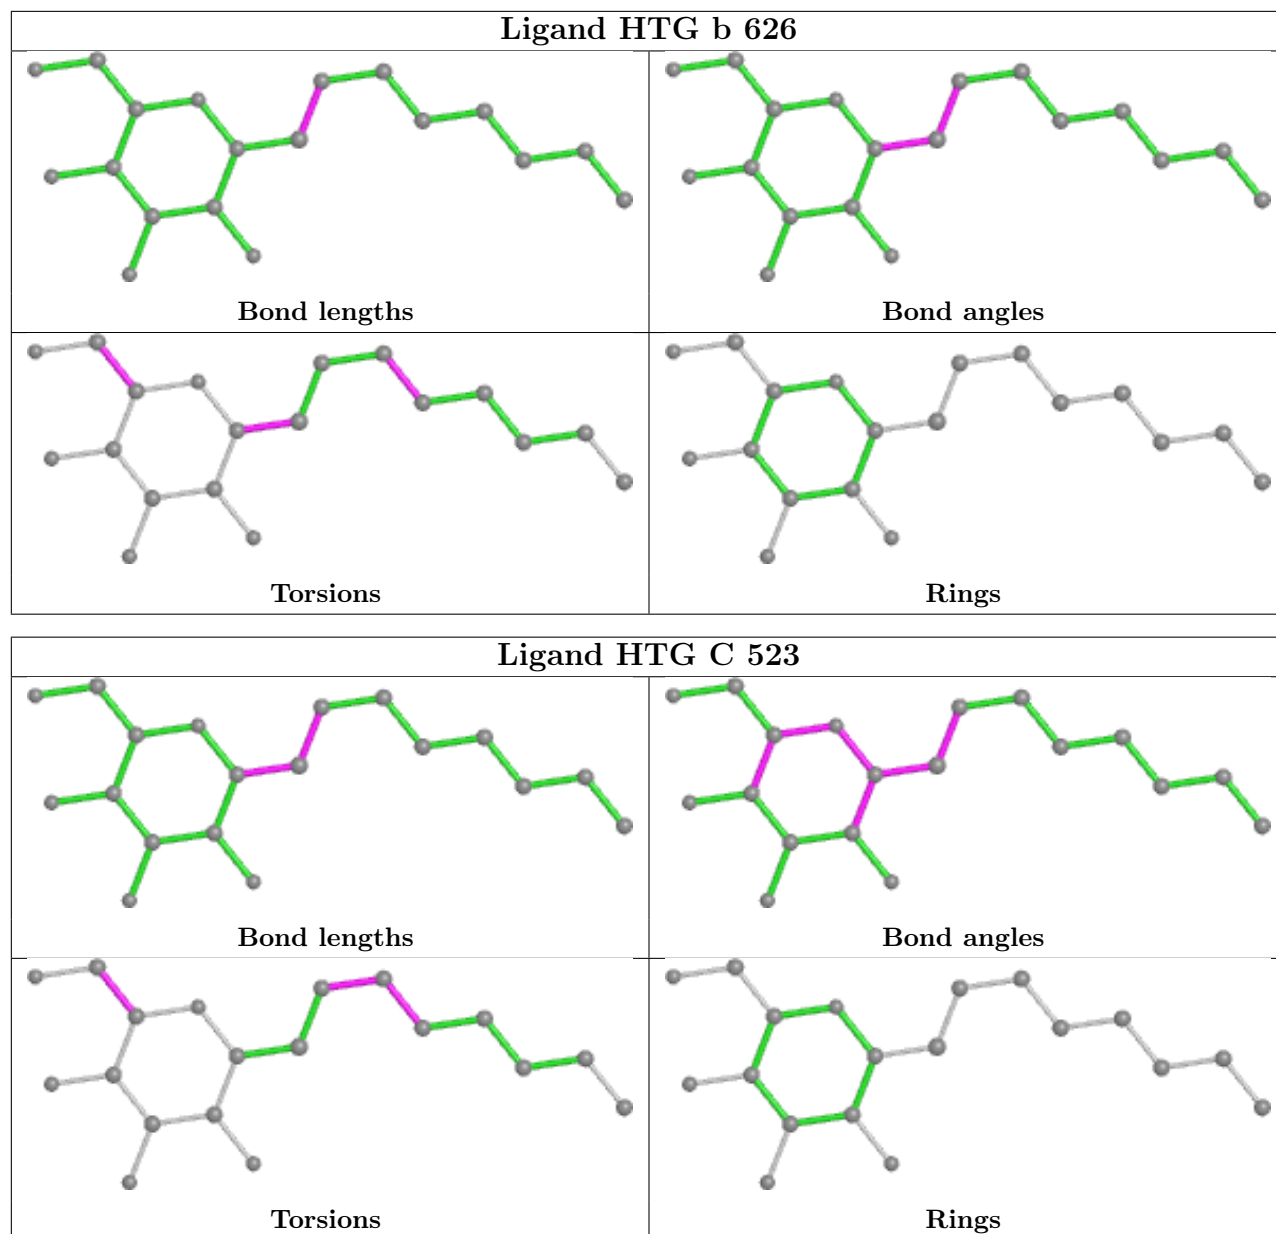 Ligand HTG b 626
Bond lengths
Bond angles
Torsions
Rings
Ligand HTG C 523
Bond lengths
Bond angles
Torsions
Rings